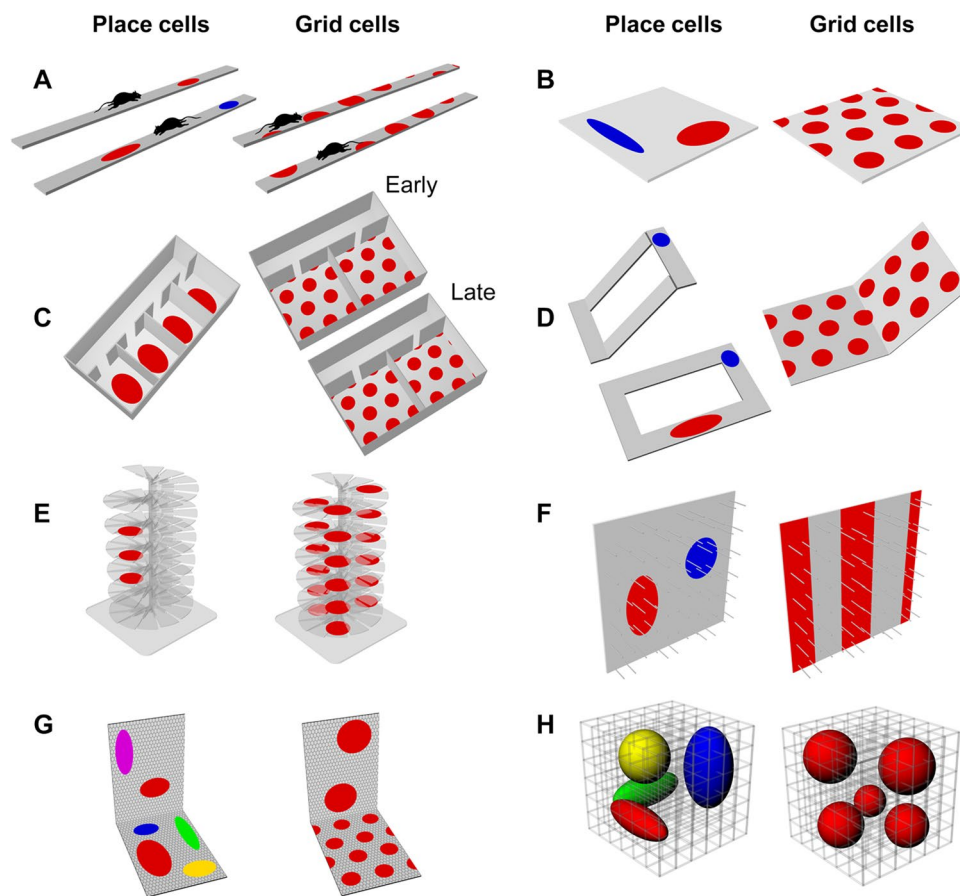 Place cells Grid cells Place cells Grid cells
A B
Early
C Late D
E F
G H